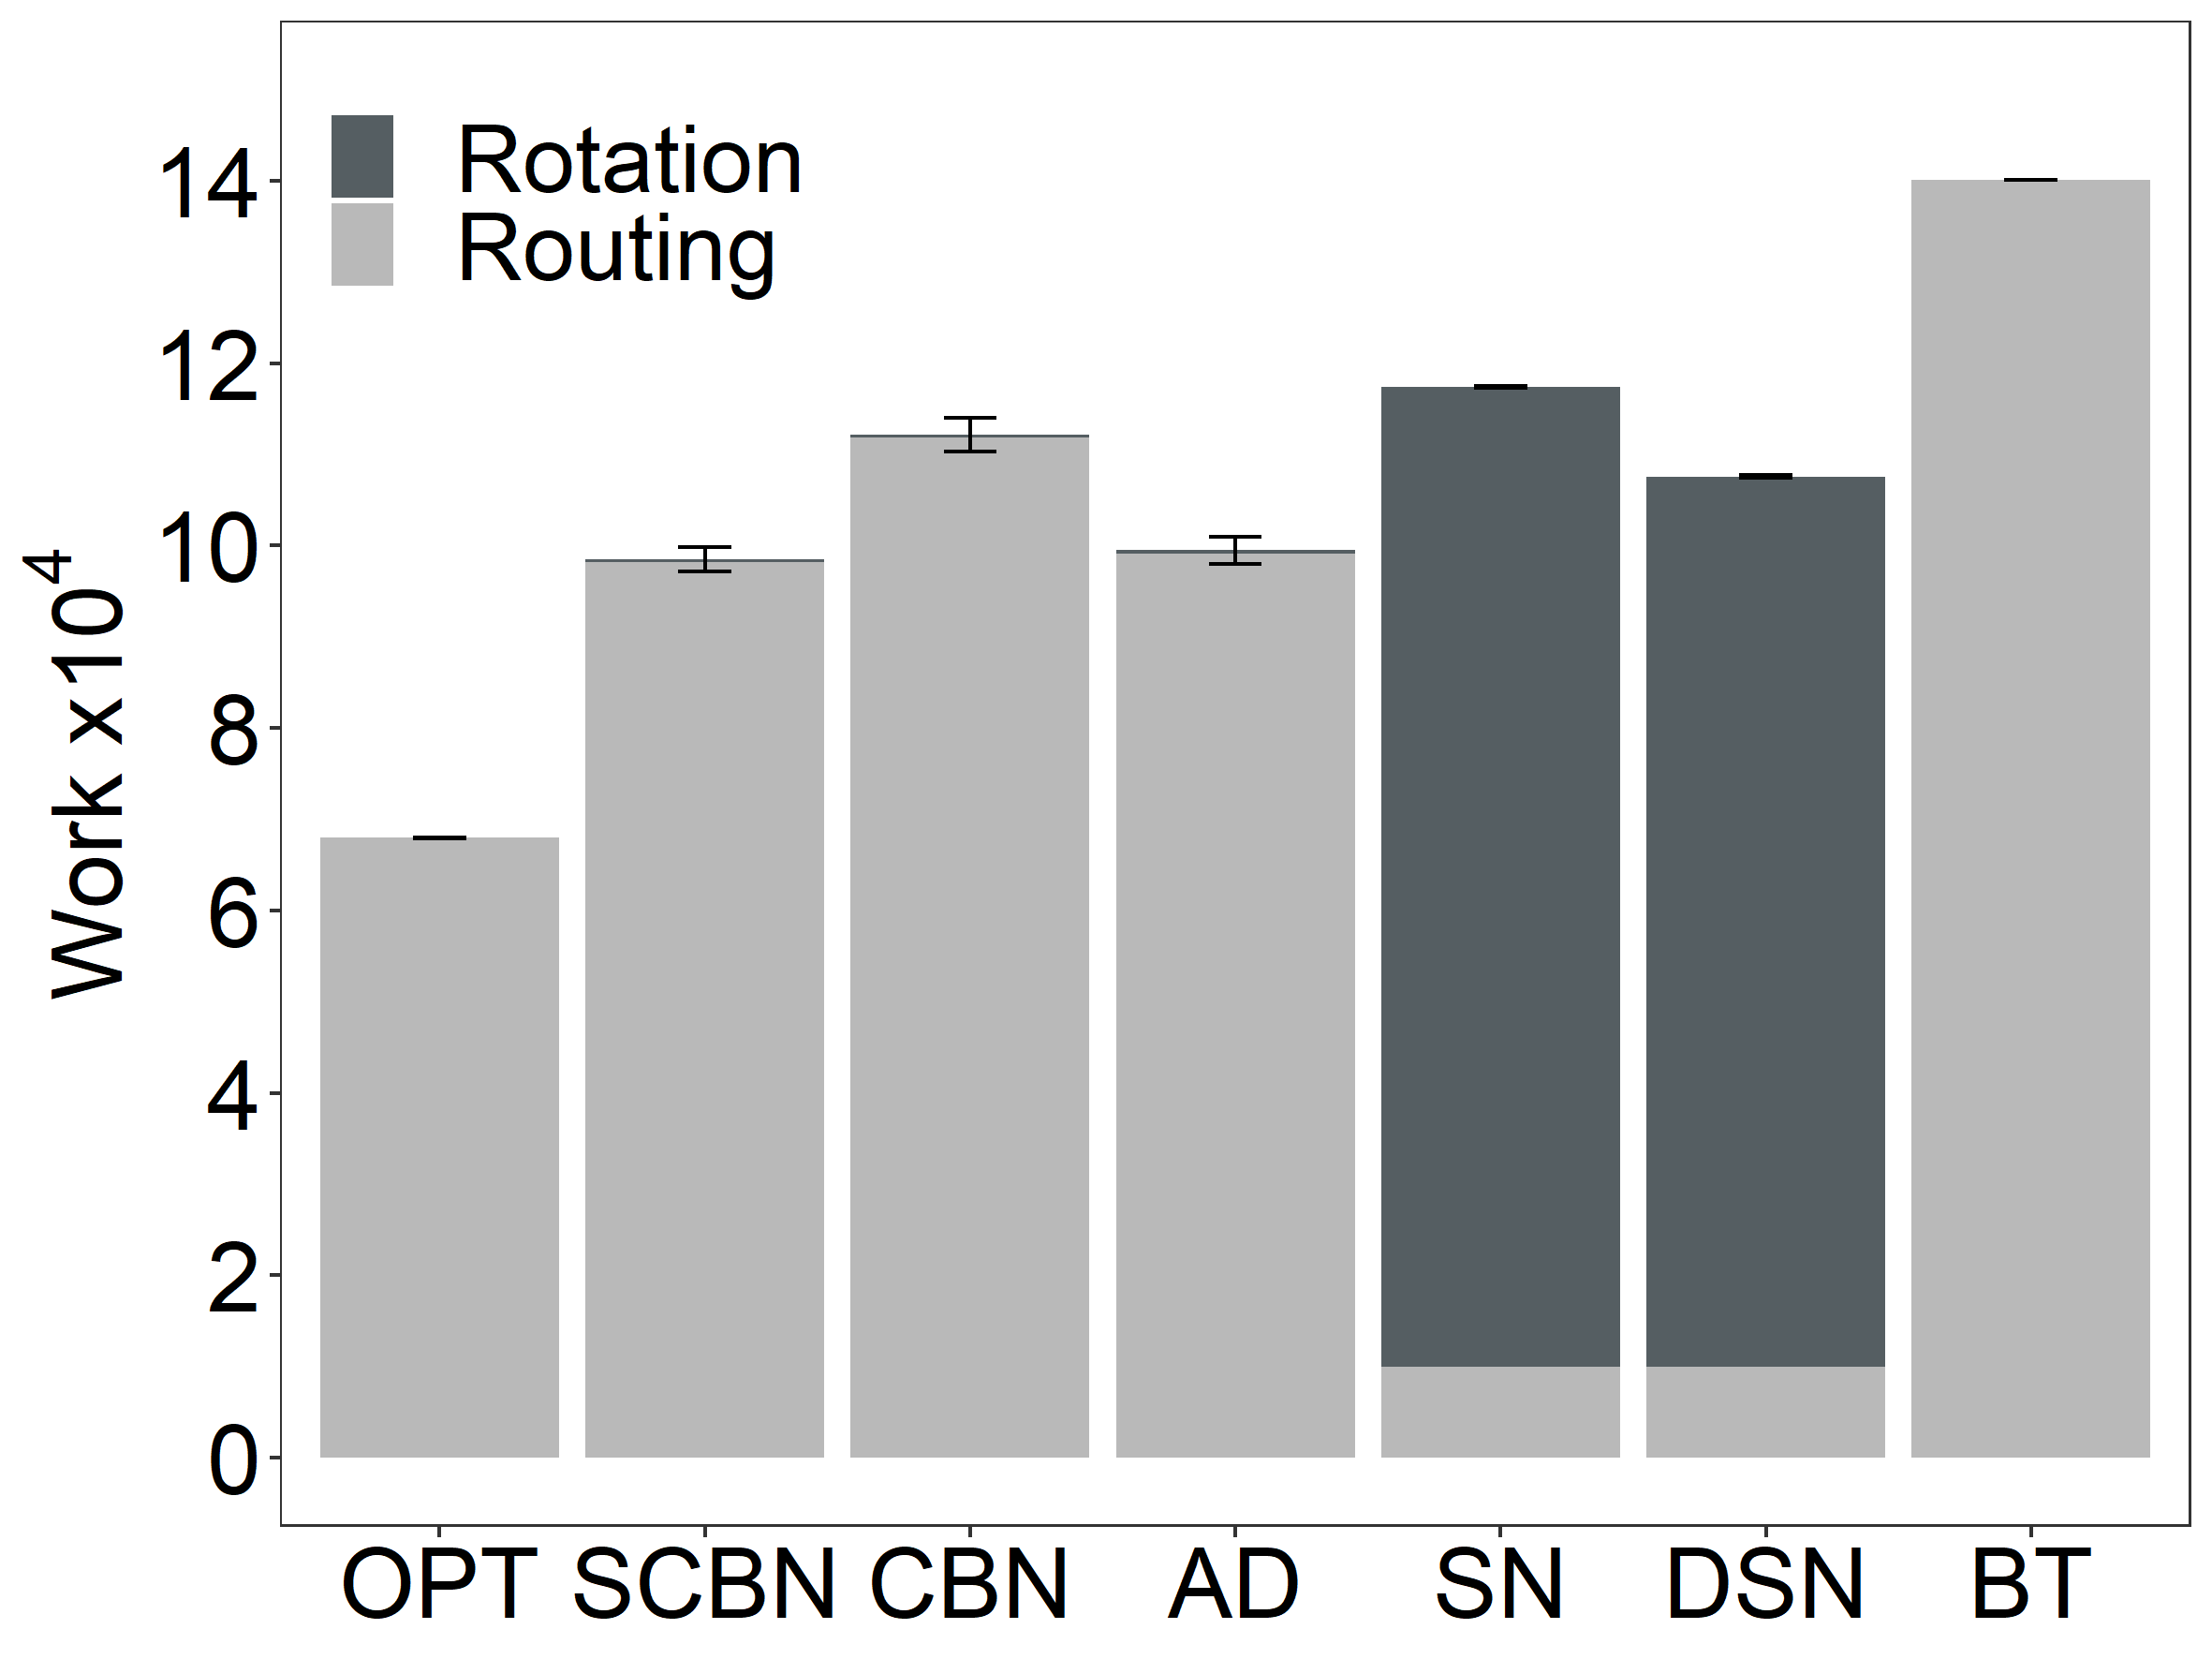 Rotation
Routing
Work x10⁴
14
12
10
8
6
4
2
0
OPT SCBN CBN AD SN DSN BT